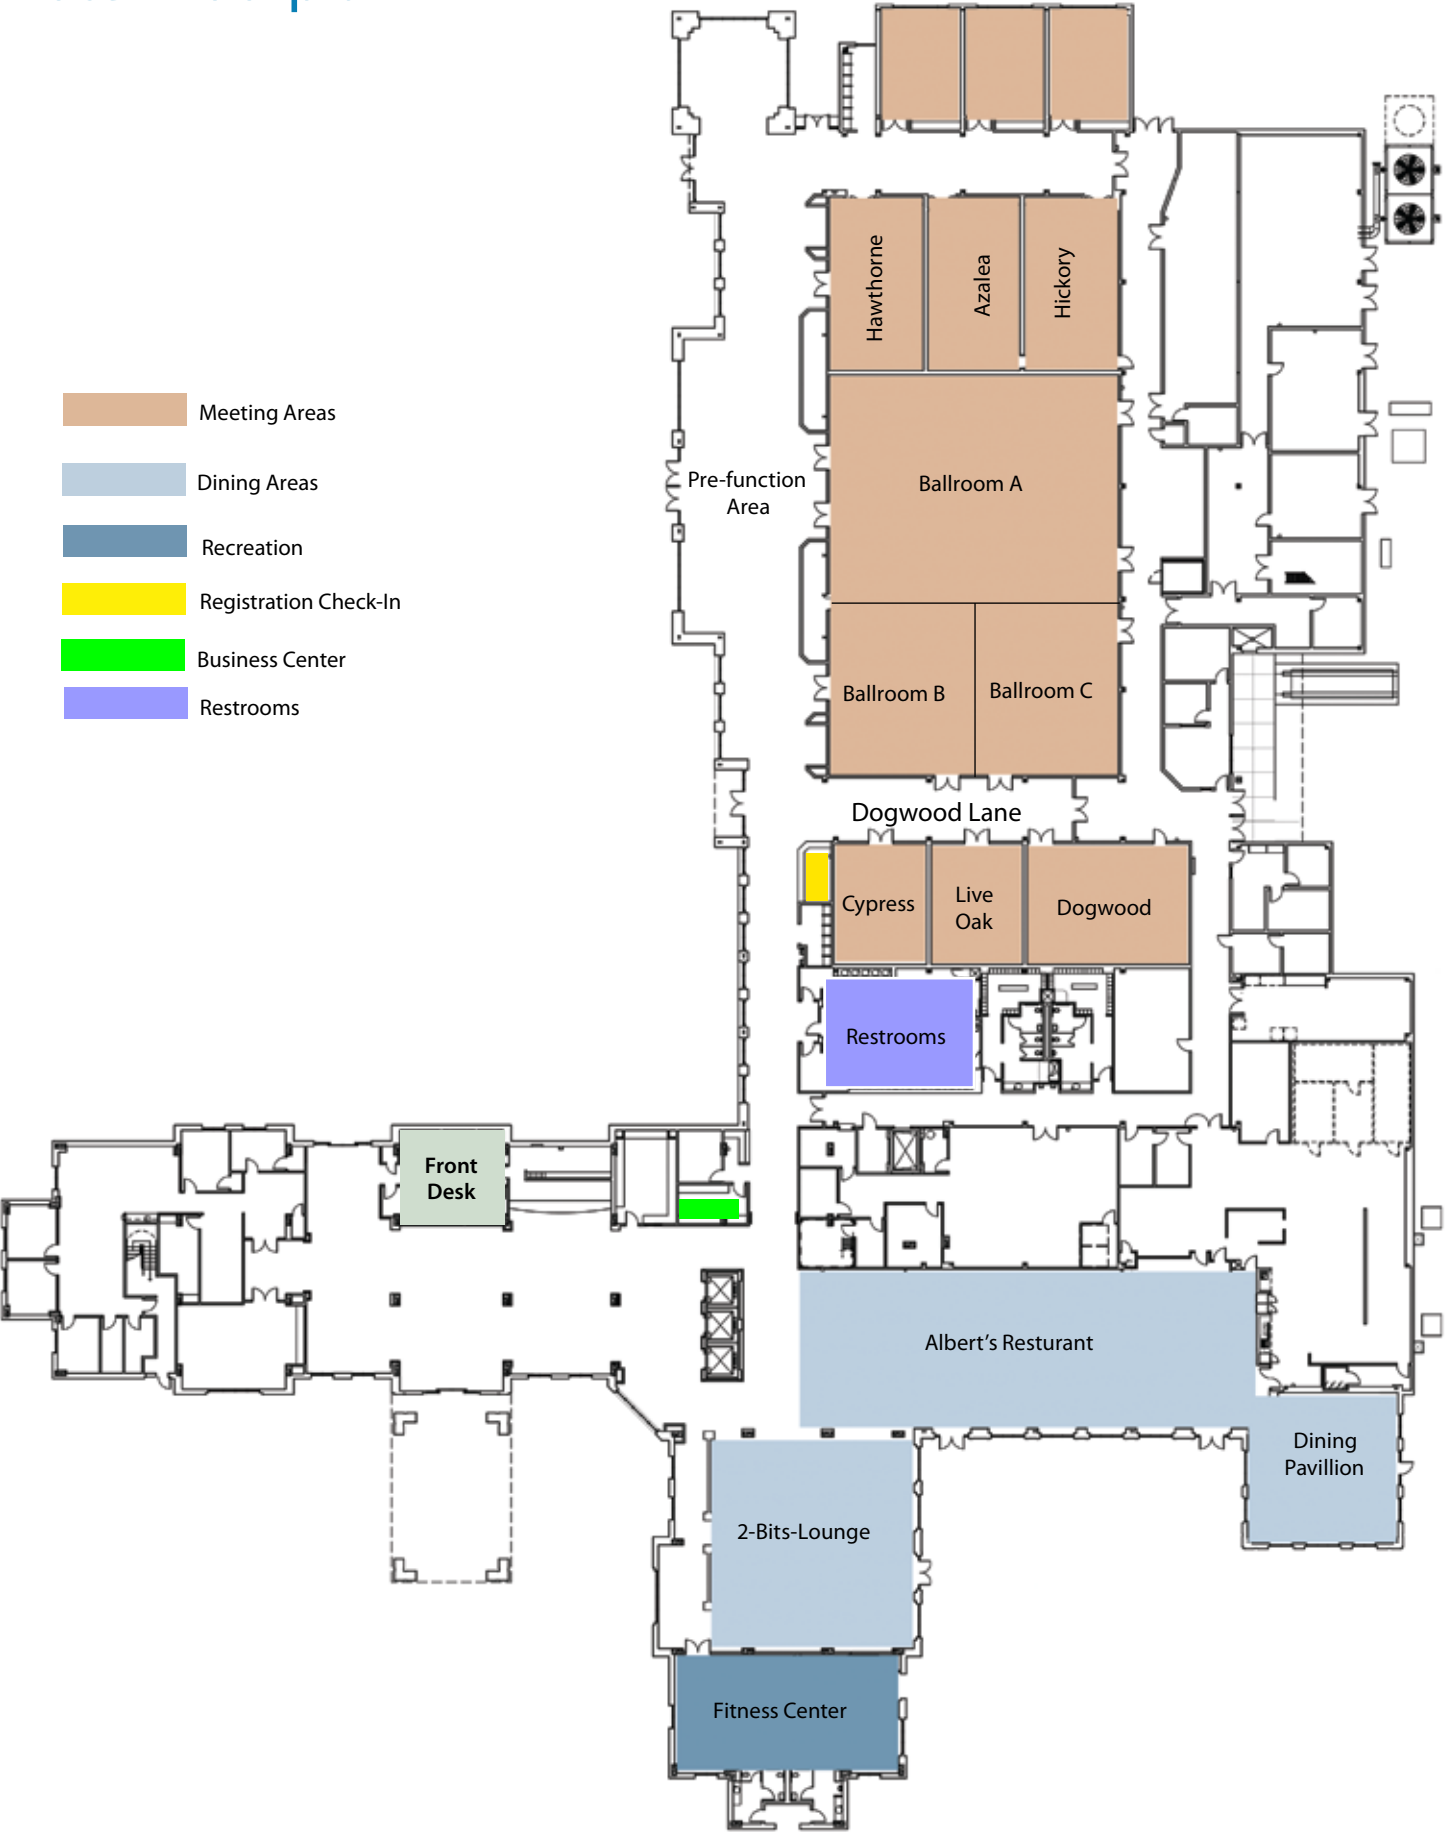 Hawthorne
Azalea
Hickory
Meeting Areas
Dining Areas
Recreation
Registration Check-In
Business Center
Restrooms
Pre-function
Area
Ballroom A
Ballroom B
Ballroom C
Dogwood Lane
Cypress
Live
Oak
Dogwood
Restrooms
Front
Desk
Albert's Resturant
Dining
Pavillion
2-Bits-Lounge
Fitness Center